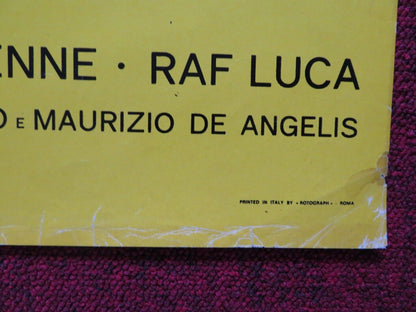 ENNE · RAF LUCA
O E MAURIZIO DE ANGELIS
PRINTED IN ITALY BY « ROTOGRAPH » - ROMA